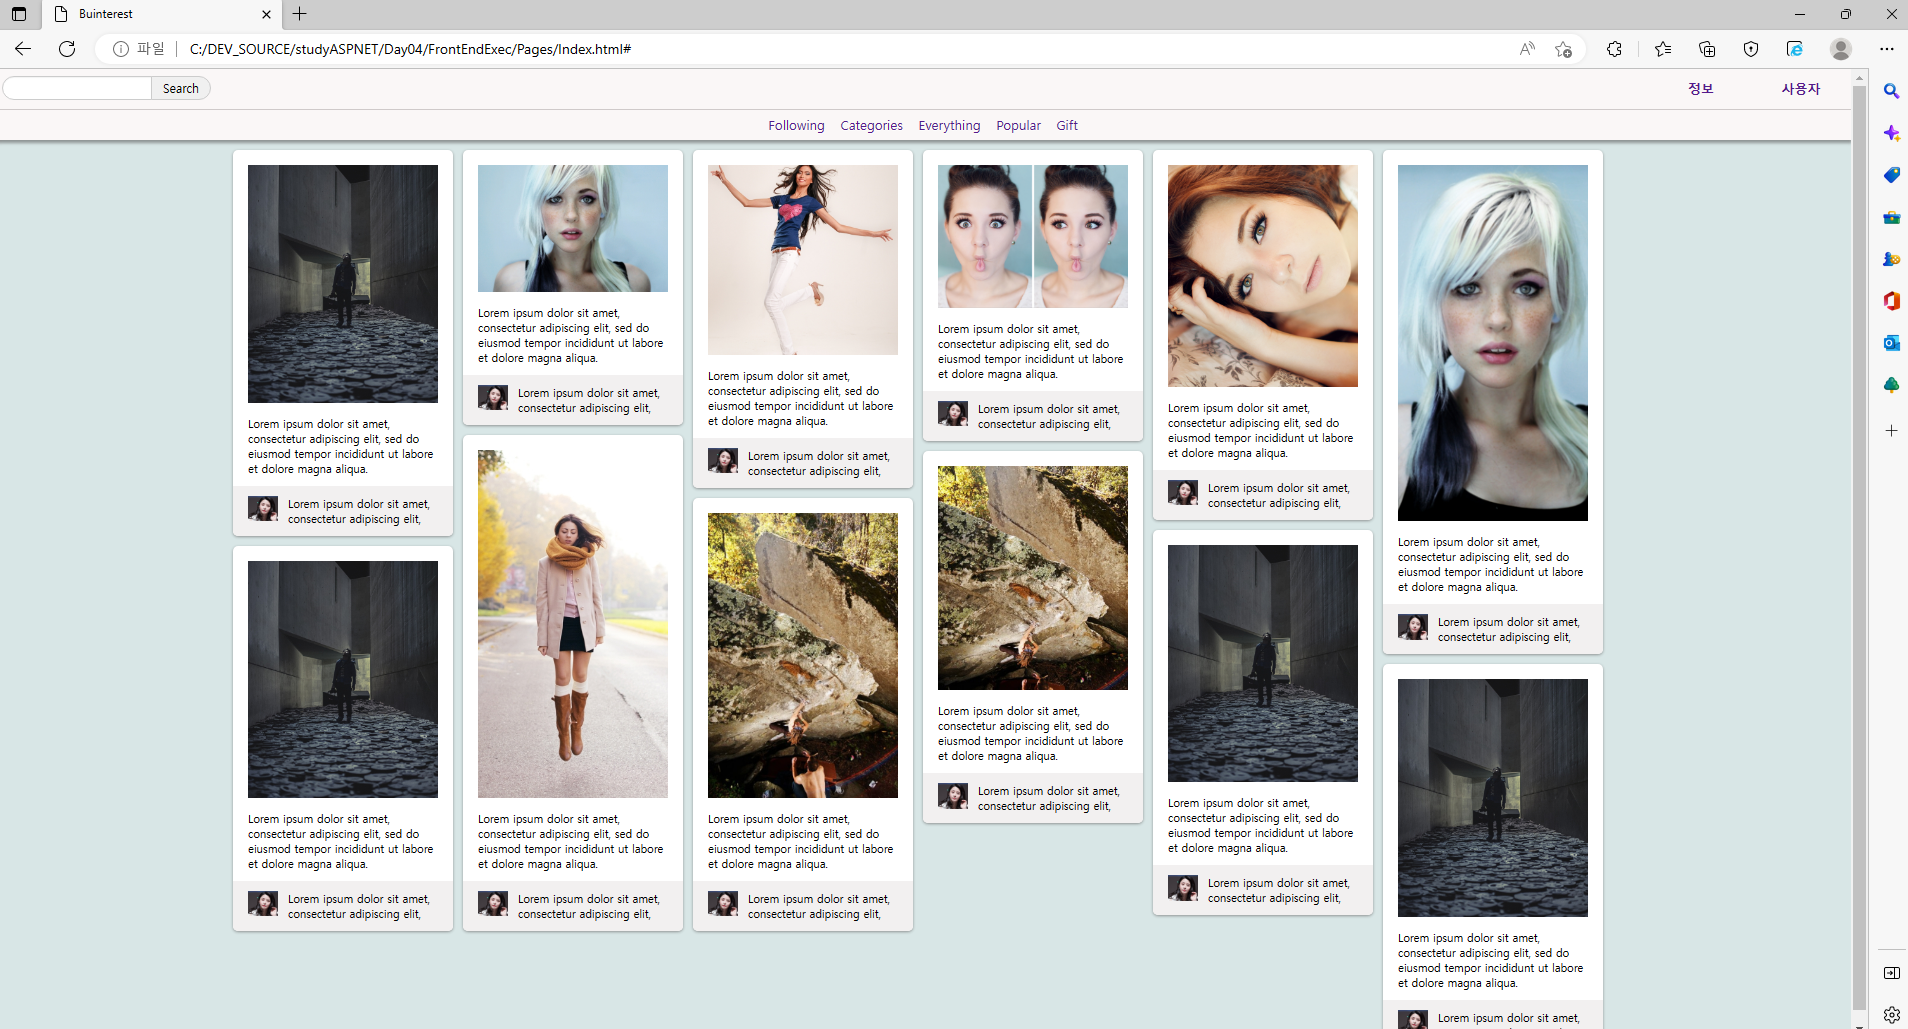 Buinterest
파일
C:/DEV_SOURCE/studyASPNET/Day04/FrontEndExec/Pages/Index.html#
Search
정보
사용자
Following Categories Everything Popular Gift
Lorem ipsum dolor sit amet,
consectetur adipiscing elit, sed do
eiusmod tempor incididunt ut labore
et dolore magna aliqua.
Lorem ipsum dolor sit amet,
consectetur adipiscing elit,
Lorem ipsum dolor sit amet,
consectetur adipiscing elit, sed do
eiusmod tempor incididunt ut labore
et dolore magna aliqua.
Lorem ipsum dolor sit amet,
consectetur adipiscing elit,
Lorem ipsum dolor sit amet,
consectetur adipiscing elit, sed do
eiusmod tempor incididunt ut labore
et dolore magna aliqua.
Lorem ipsum dolor sit amet,
consectetur adipiscing elit,
Lorem ipsum dolor sit amet,
consectetur adipiscing elit, sed do
eiusmod tempor incididunt ut labore
et dolore magna aliqua.
Lorem ipsum dolor sit amet,
consectetur adipiscing elit,
Lorem ipsum dolor sit amet,
consectetur adipiscing elit, sed do
eiusmod tempor incididunt ut labore
et dolore magna aliqua.
Lorem ipsum dolor sit amet,
consectetur adipiscing elit,
Lorem ipsum dolor sit amet,
consectetur adipiscing elit, sed do
eiusmod tempor incididunt ut labore
et dolore magna aliqua.
Lorem ipsum dolor sit amet,
consectetur adipiscing elit,
Lorem ipsum dolor sit amet,
consectetur adipiscing elit, sed do
eiusmod tempor incididunt ut labore
et dolore magna aliqua.
Lorem ipsum dolor sit amet,
consectetur adipiscing elit,
Lorem ipsum dolor sit amet,
consectetur adipiscing elit, sed do
eiusmod tempor incididunt ut labore
et dolore magna aliqua.
Lorem ipsum dolor sit amet,
consectetur adipiscing elit,
Lorem ipsum dolor sit amet,
consectetur adipiscing elit, sed do
eiusmod tempor incididunt ut labore
et dolore magna aliqua.
Lorem ipsum dolor sit amet,
consectetur adipiscing elit,
Lorem ipsum dolor sit amet,
consectetur adipiscing elit, sed do
eiusmod tempor incididunt ut labore
et dolore magna aliqua.
Lorem ipsum dolor sit amet,
consectetur adipiscing elit,
Lorem ipsum dolor sit amet,
consectetur adipiscing elit, sed do
eiusmod tempor incididunt ut labore
et dolore magna aliqua.
Lorem ipsum dolor sit amet,
consectetur adipiscing elit,
Lorem ipsum dolor sit amet,
consectetur adipiscing elit, sed do
eiusmod tempor incididunt ut labore
et dolore magna aliqua.
Lorem ipsum dolor sit amet,